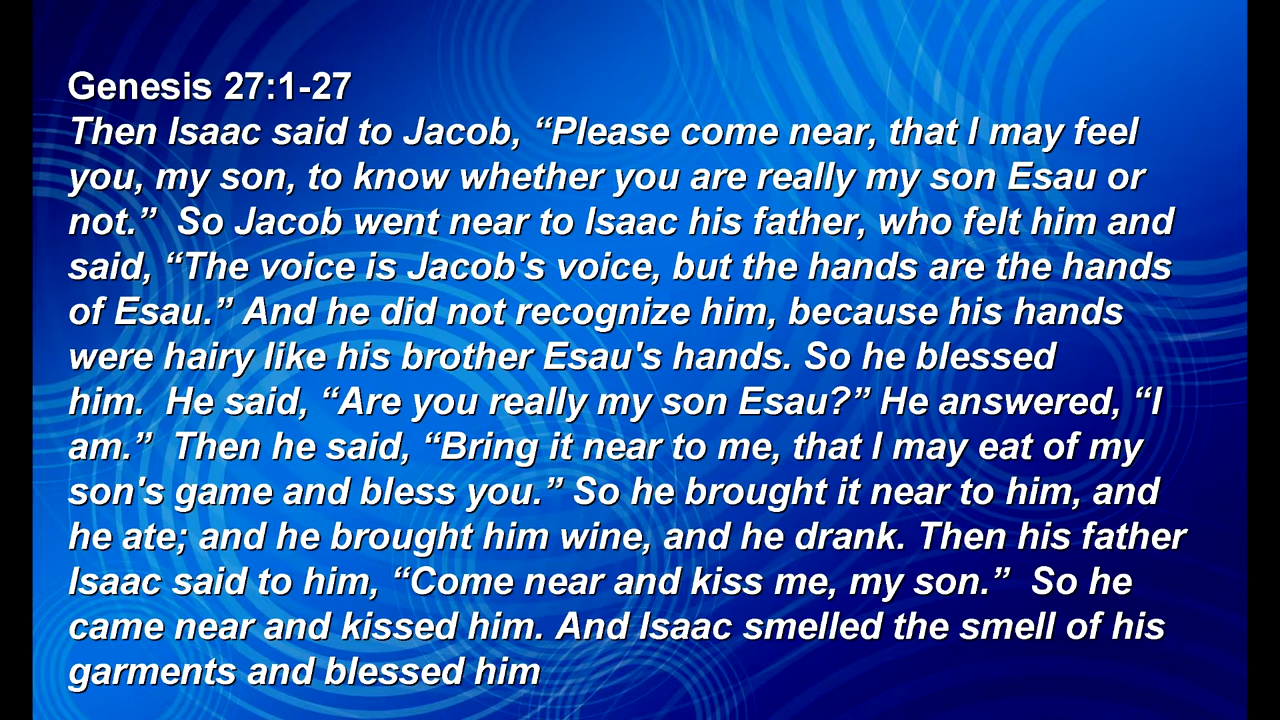 Genesis 27:1-27
Then Isaac said to Jacob, “Please come near, that I may feel
you, my son, to know whether you are really my son Esau or
not.”  So Jacob went near to Isaac his father, who felt him and
said, “The voice is Jacob's voice, but the hands are the hands
of Esau.” And he did not recognize him, because his hands
were hairy like his brother Esau's hands. So he blessed
him.  He said, “Are you really my son Esau?” He answered, “I
am.”  Then he said, “Bring it near to me, that I may eat of my
son's game and bless you.” So he brought it near to him, and
he ate; and he brought him wine, and he drank. Then his father
Isaac said to him, “Come near and kiss me, my son.”  So he
came near and kissed him. And Isaac smelled the smell of his
garments and blessed him